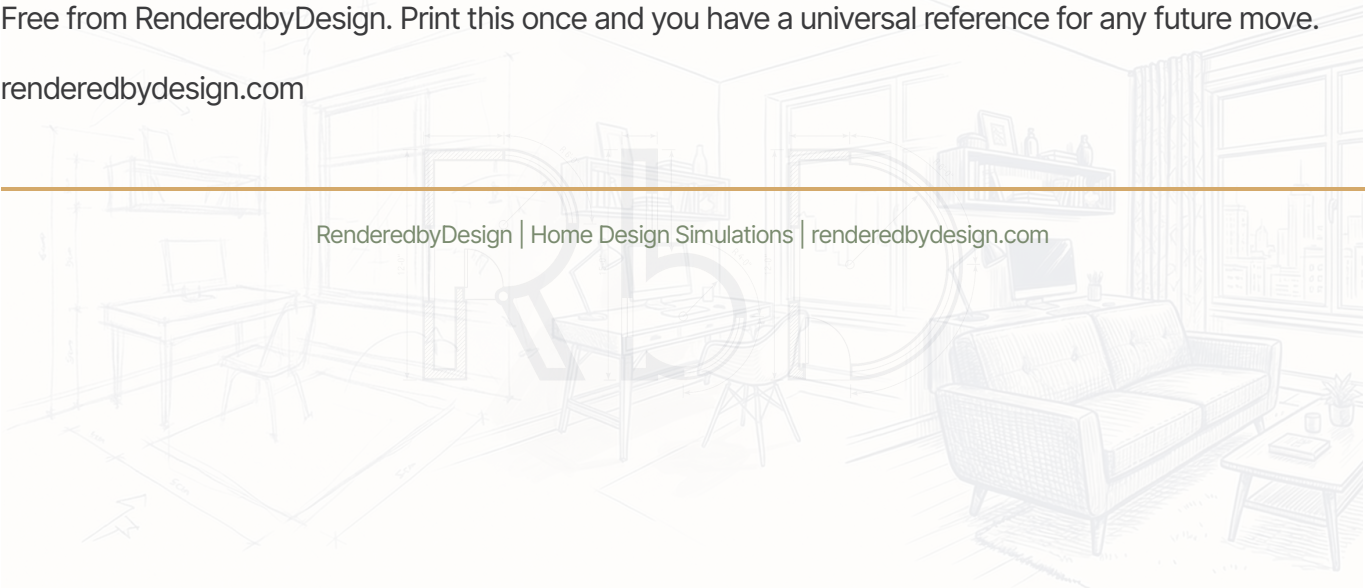 Free from RenderedbyDesign. Print this once and you have a universal reference for any future move.
renderedbydesign.com
RenderedbyDesign | Home Design Simulations | renderedbydesign.com
RbD